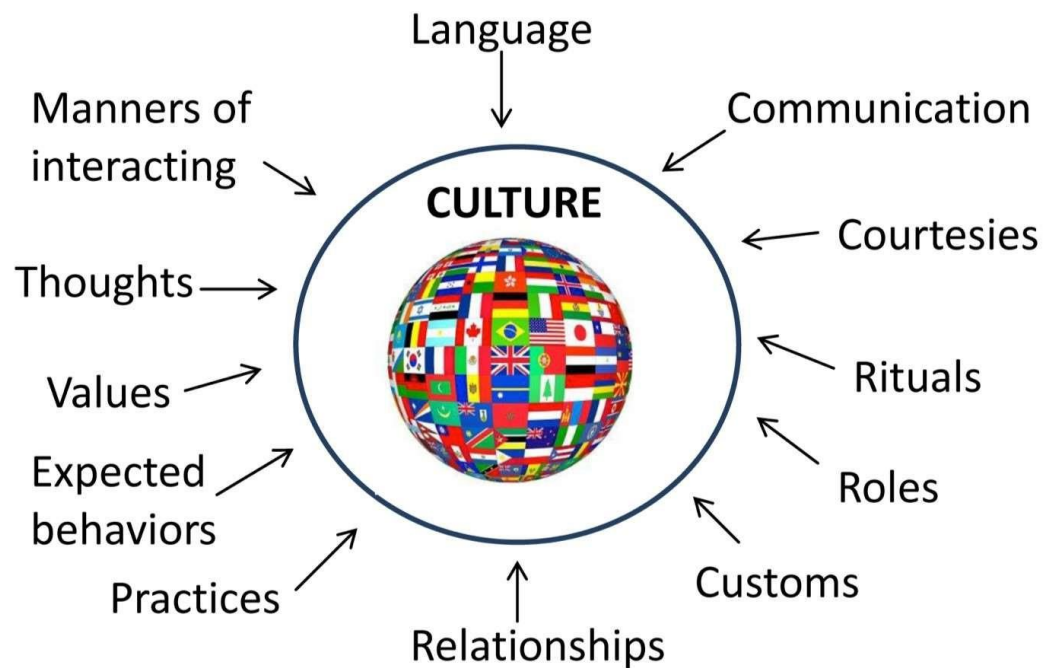 Language
Manners of
interacting
Communication
CULTURE
Courtesies
Thoughts
Values
Rituals
Expected
behaviors
Roles
Practices
Customs
Relationships